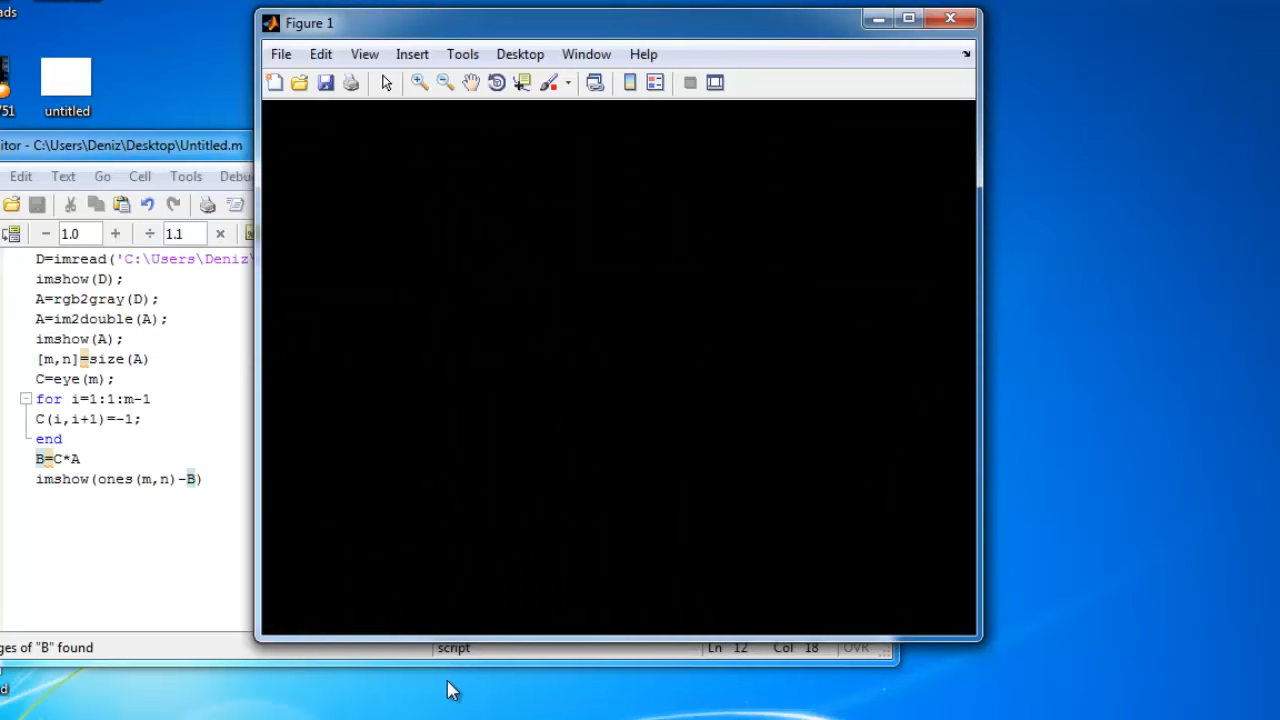 ads
Figure 1
File Edit View Insert Tools Desktop Window Help
751
untitled
itor - C:\Users\Deniz\Desktop\Untitled.m
Edit Text Go Cell Tools Debu
1.0
1.1
D=imread('C:\Users\Deniz\
imshow(D);
A=rgb2gray(D);
A=im2double(A);
imshow(A);
[m,n]=size(A)
C=eye(m);
for i=1:1:m-1
C(i,i+1)=-1;
end
B=C*A
imshow(ones(m,n)-B)
ges of "B" found
script
Ln 12 Col 18 OVR
d